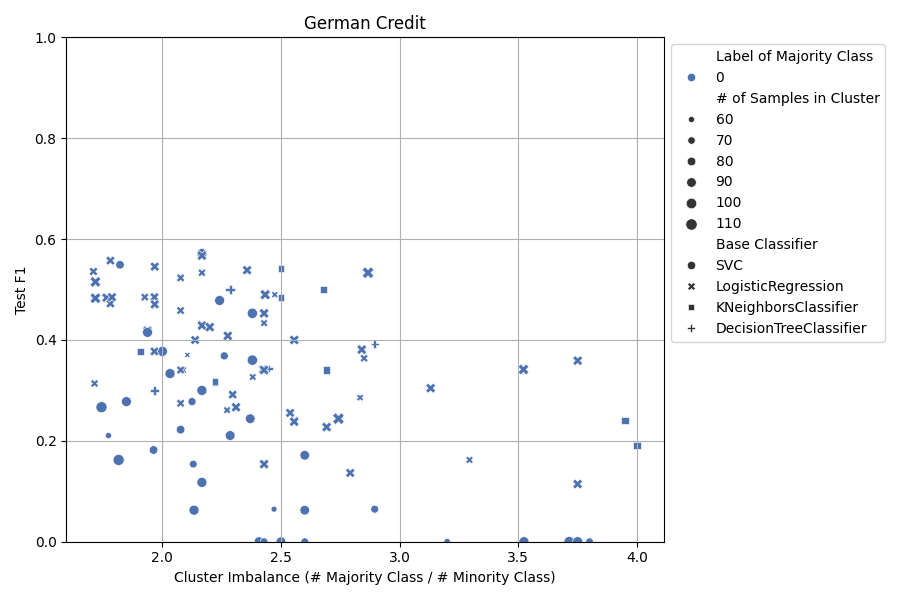 German Credit
1.0
0.8
0.6
0.4
0.2
0.0
Test F1
2.0
2.5
3.0
3.5
4.0
Cluster Imbalance (# Majority Class / # Minority Class)
Label of Majority Class
0
# of Samples in Cluster
60
70
80
90
100
110
Base Classifier
SVC
LogisticRegression
KNeighborsClassifier
DecisionTreeClassifier